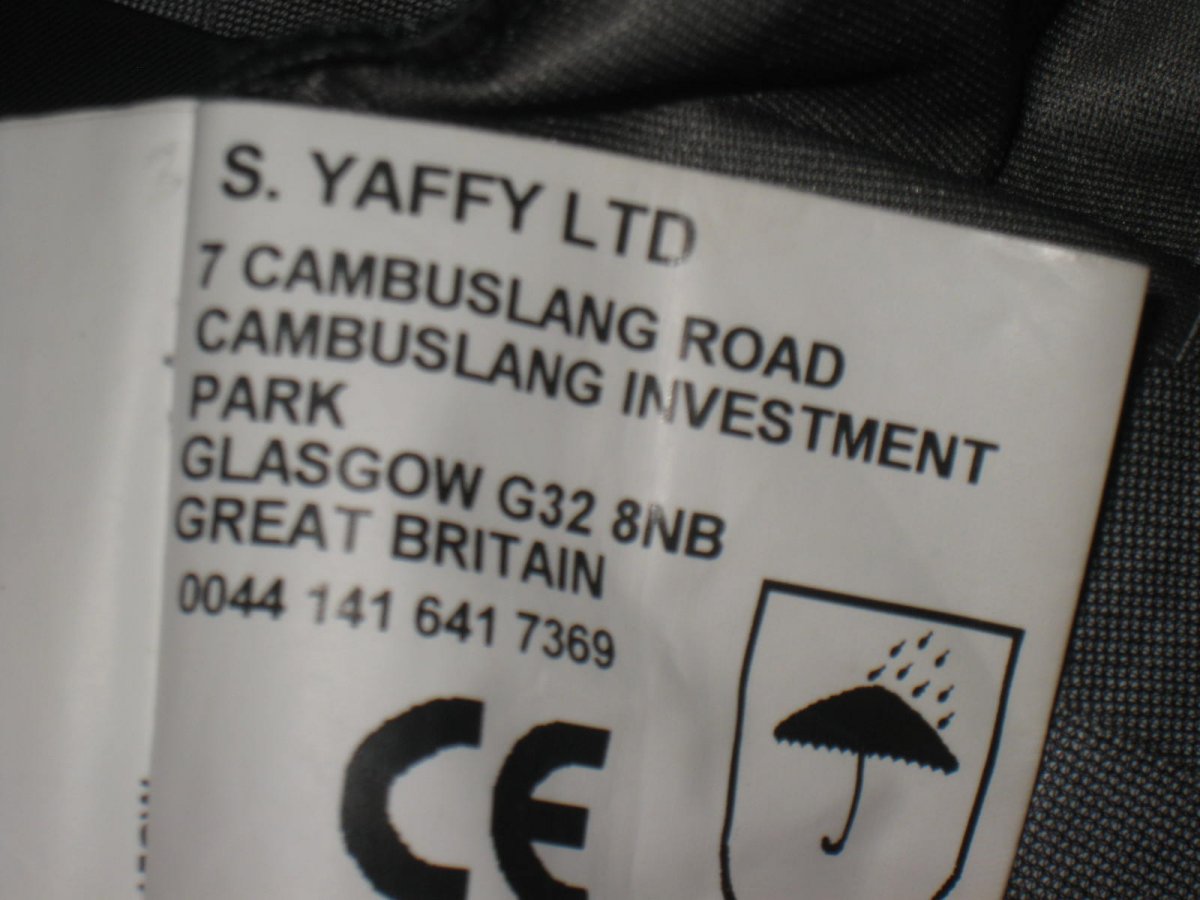 S. YAFFY LTD
7 CAMBUSLANG ROAD
CAMBUSLANG INVESTMENT
PARK
GLASGOW G32 8NB
GREAT BRITAIN
0044 141 641 7369
CE